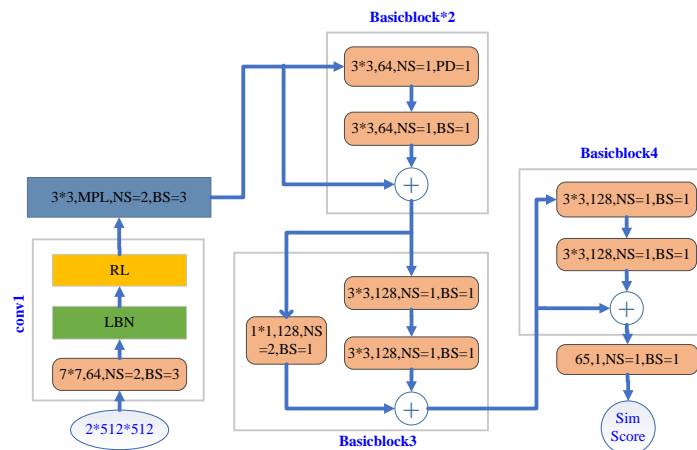 Basicblock*2
3*3,64,NS=1,PD=1
3*3,64,NS=1,BS=1
+
3*3,MPL,NS=2,BS=3
conv1
RL
LBN
7*7,64,NS=2,BS=3
2*512*512
3*3,128,NS=1,BS=1
1*1,128,NS
=2,BS=1
3*3,128,NS=1,BS=1
+
Basicblock3
Basicblock4
3*3,128,NS=1,BS=1
3*3,128,NS=1,BS=1
+
65,1,NS=1,BS=1
Sim
Score